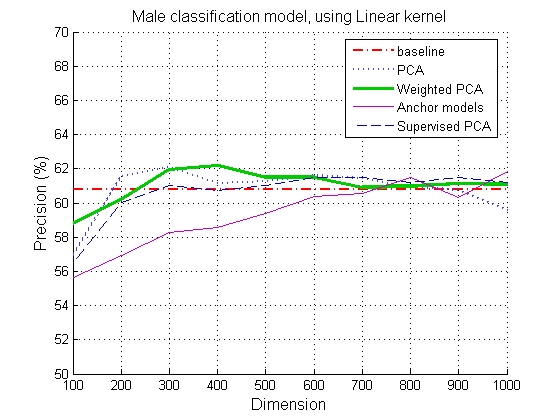 Male classification model, using Linear kernel
70
68
66
64
62
60
58
56
54
52
50
Precision (%)
baseline
PCA
Weighted PCA
Anchor models
Supervised PCA
100 200 300 400 500 600 700 800 900 1000
Dimension